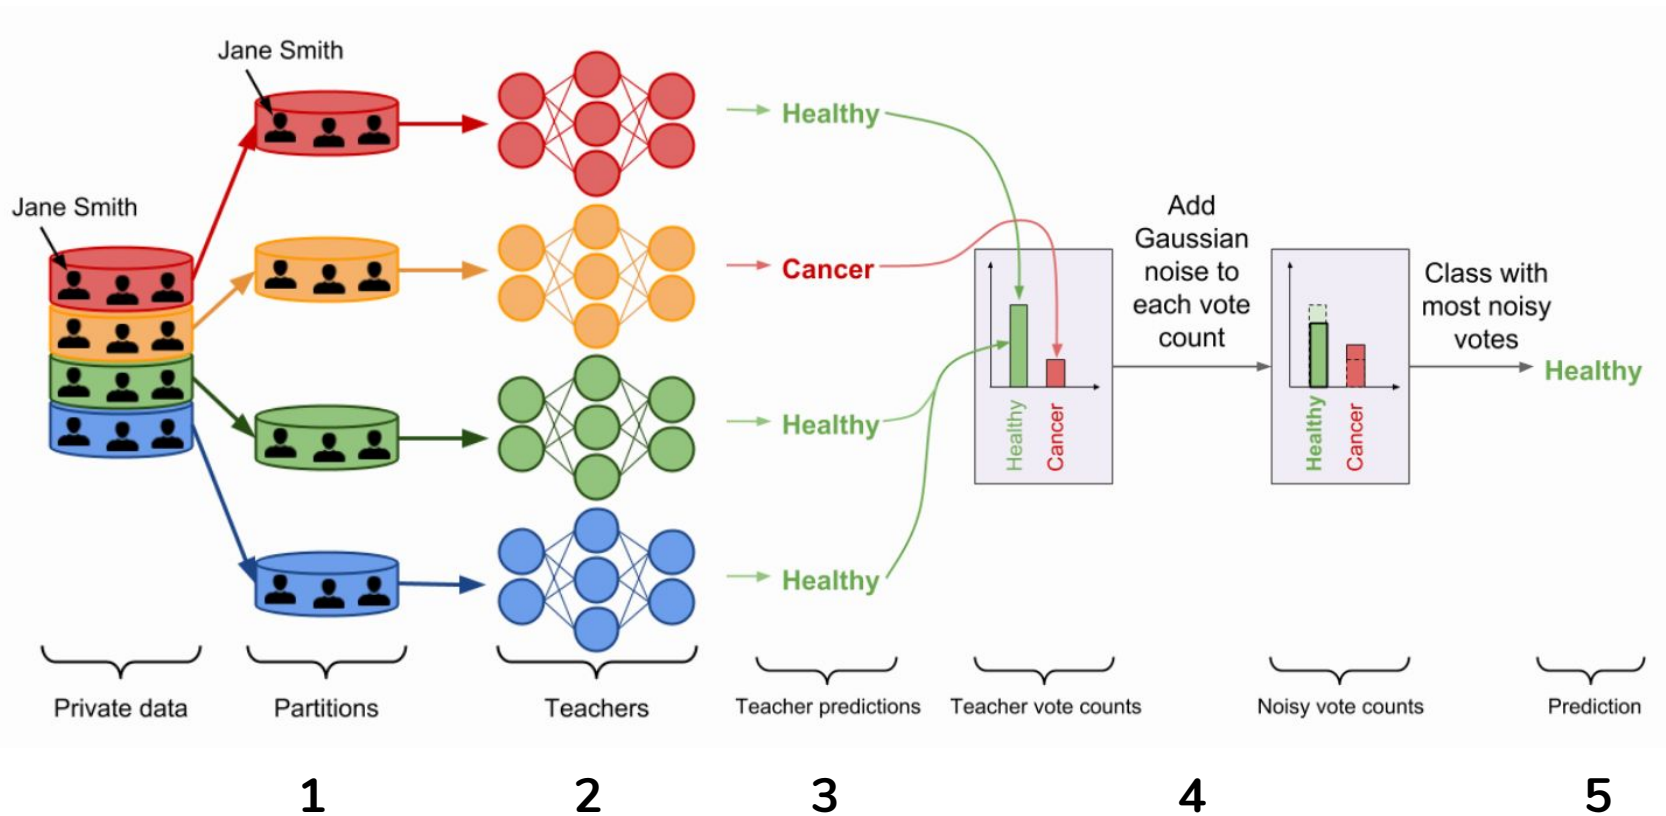 Jane Smith
Jane Smith
Healthy
Cancer
Healthy
Healthy
Healthy
Cancer
Add
Gaussian
noise to
each vote
count
Healthy
Cancer
Class with
most noisy
votes
Healthy
Private data
Partitions
Teachers
Teacher predictions
Teacher vote counts
Noisy vote counts
Prediction
1
2
3
4
5